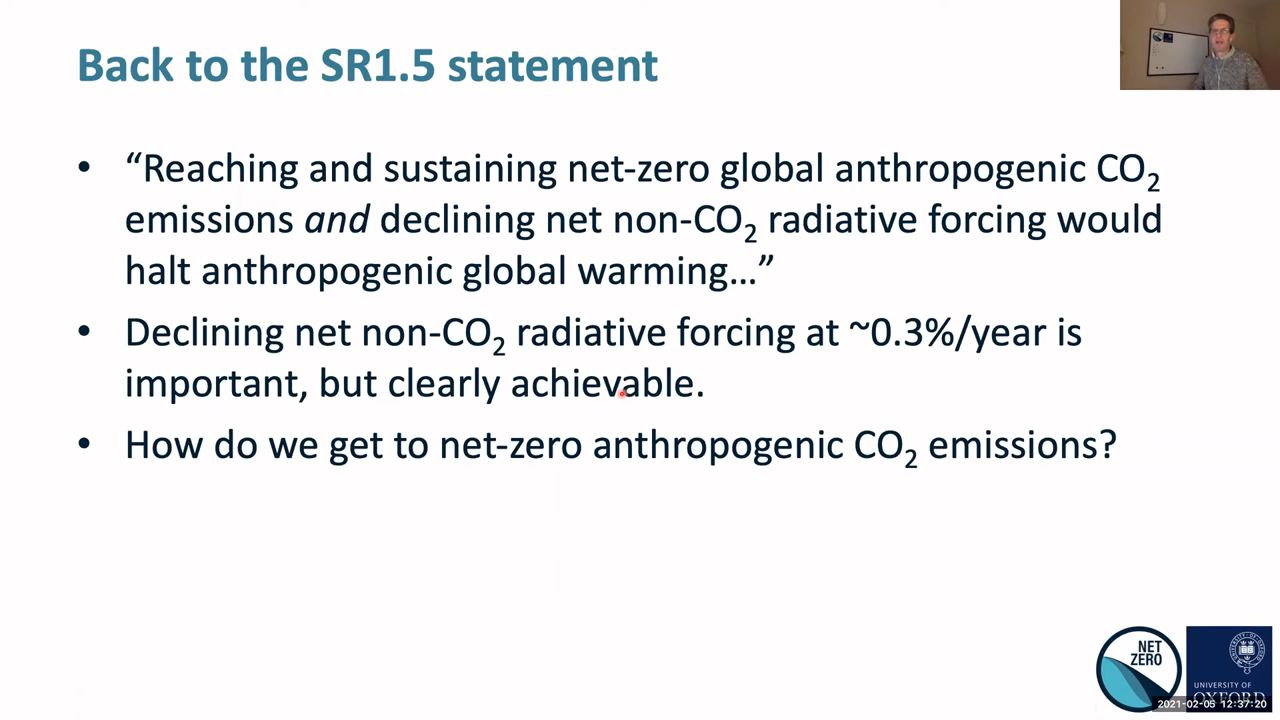 Back to the SR1.5 statement
• “Reaching and sustaining net-zero global anthropogenic CO₂
emissions and declining net non-CO₂ radiative forcing would
halt anthropogenic global warming…”
• Declining net non-CO₂ radiative forcing at ~0.3%/year is
important, but clearly achievable.
• How do we get to net-zero anthropogenic CO₂ emissions?
NET
ZERO
UNIVERSITY OF
OXFORD
2021-02-05 12:37:20